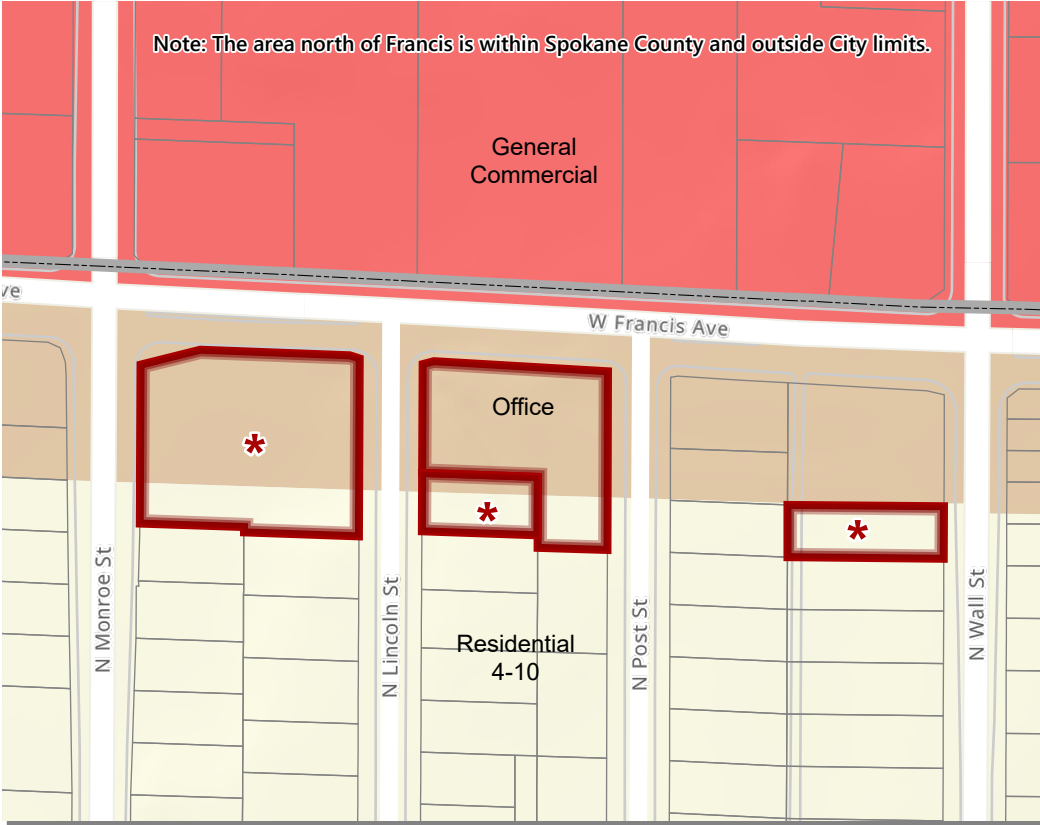 Note: The area north of Francis is within Spokane County and outside City limits.
General
Commercial
ve
W Francis Ave
Office
*
*
*
N Monroe St
N Lincoln St
N Post St
N Wall St
Residential
4-10